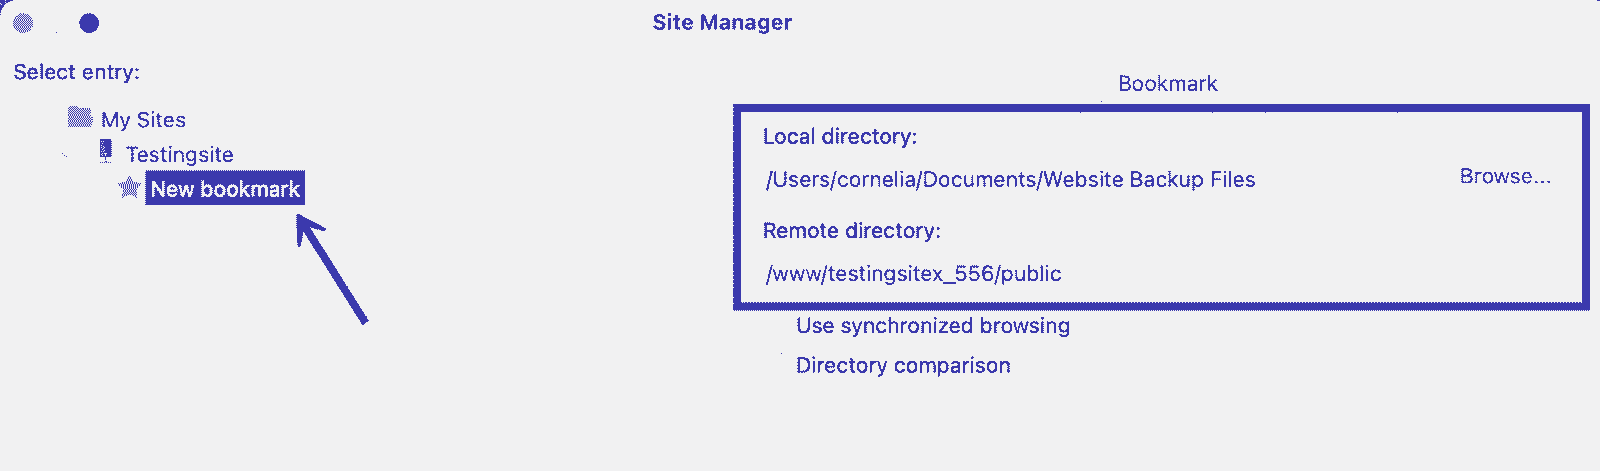 Site Manager
Select entry:
My Sites
Testingsite
New bookmark
Bookmark
Local directory:
/Users/cornelia/Documents/Website Backup Files
Browse...
Remote directory:
/www/testingsitex_556/public
Use synchronized browsing
Directory comparison